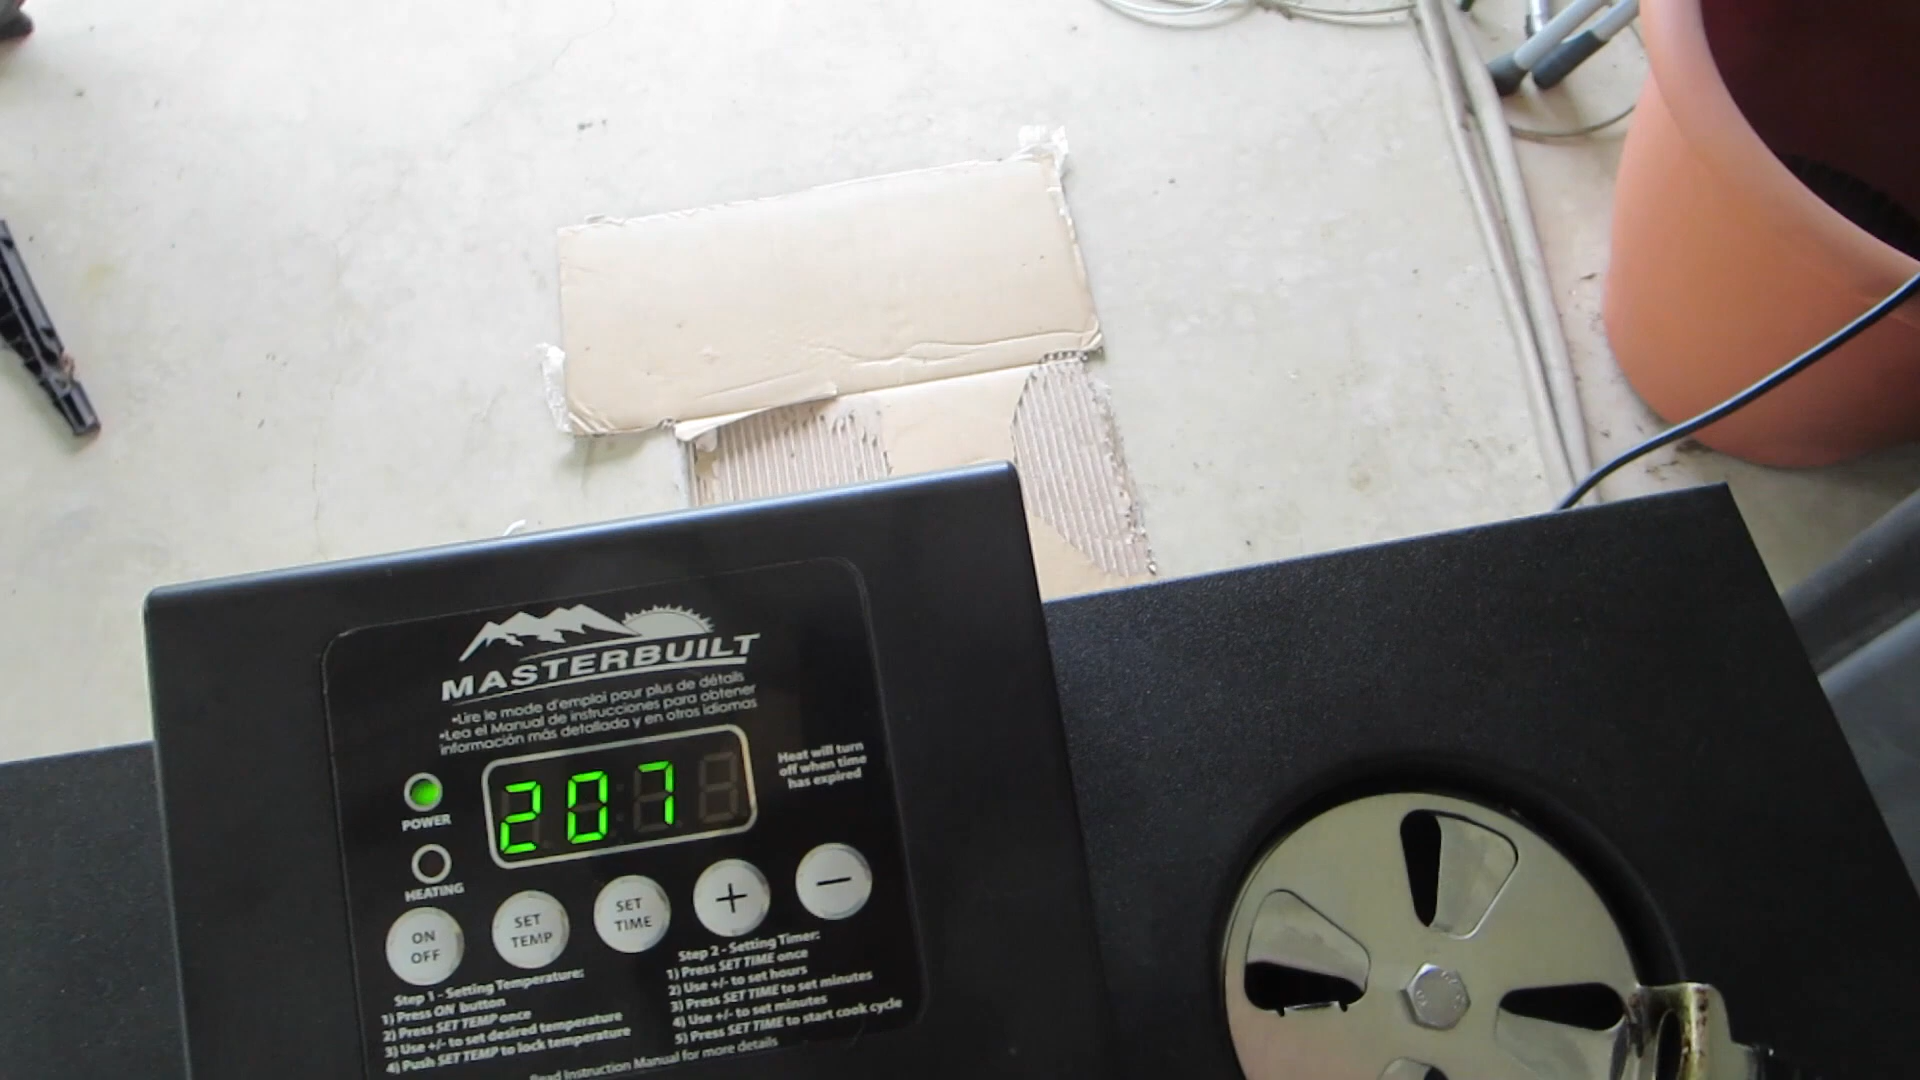 MASTERBUILT
•Lire le mode d'emploi pour plus de détails
•Lea el Manual de instrucciones para obtener
información más detallada y en otros idiomas
207
Heat will turn
off when time
has expired
POWER
HEATING
ON
OFF
SET
TEMP
SET
TIME
+
−
Step 1 - Setting Temperature:
1) Press ON button
2) Press SET TEMP once
3) Use +/- to set desired temperature
4) Push SET TEMP to lock temperature
Step 2 - Setting Timer:
1) Press SET TIME once
2) Use +/- to set hours
3) Press SET TIME to set minutes
4) Use +/- to set minutes
5) Press SET TIME to start cook cycle
Read Instruction Manual for more details